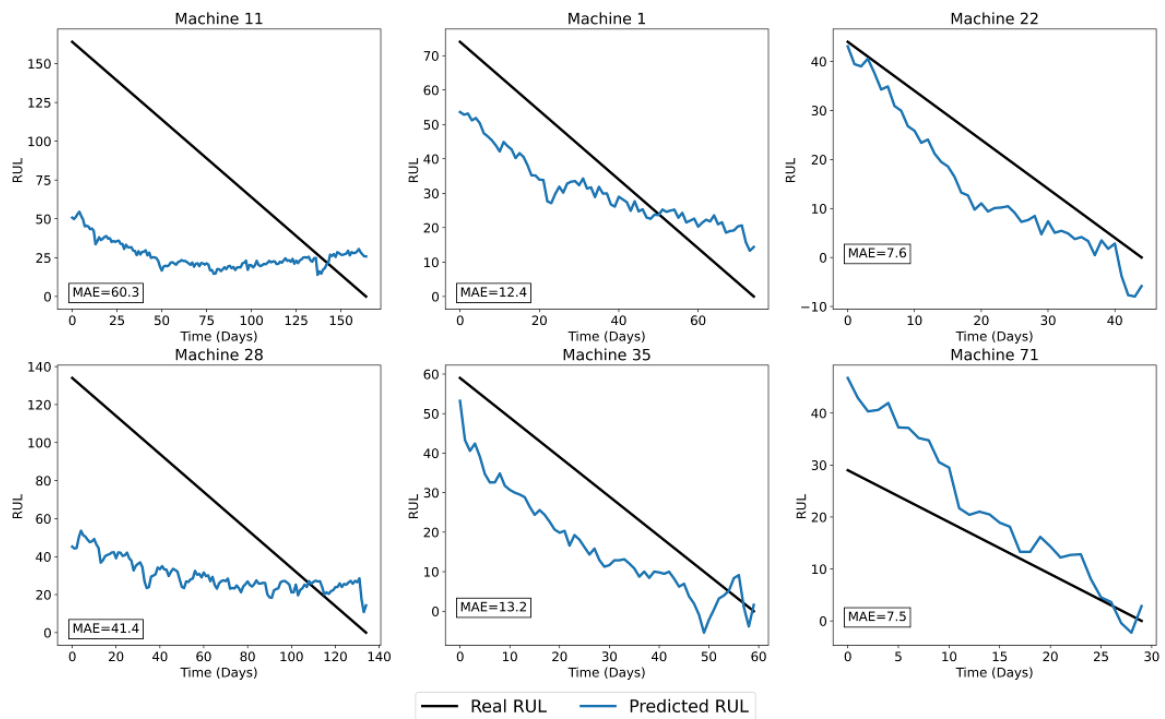 Machine 11
RUL
150
125
100
75
50
25
0
MAE=60.3
0 25 50 75 100 125 150
Time (Days)
Machine 1
RUL
70
60
50
40
30
20
10
0
MAE=12.4
0 20 40 60
Time (Days)
Machine 22
RUL
40
30
20
10
0
−10
MAE=7.6
0 10 20 30 40
Time (Days)
Machine 28
RUL
140
120
100
80
60
40
20
0
MAE=41.4
0 20 40 60 80 100 120 140
Time (Days)
Machine 35
RUL
60
50
40
30
20
10
0
MAE=13.2
0 10 20 30 40 50 60
Time (Days)
Machine 71
RUL
40
30
20
10
0
MAE=7.5
0 5 10 15 20 25 30
Time (Days)
Real RUL Predicted RUL